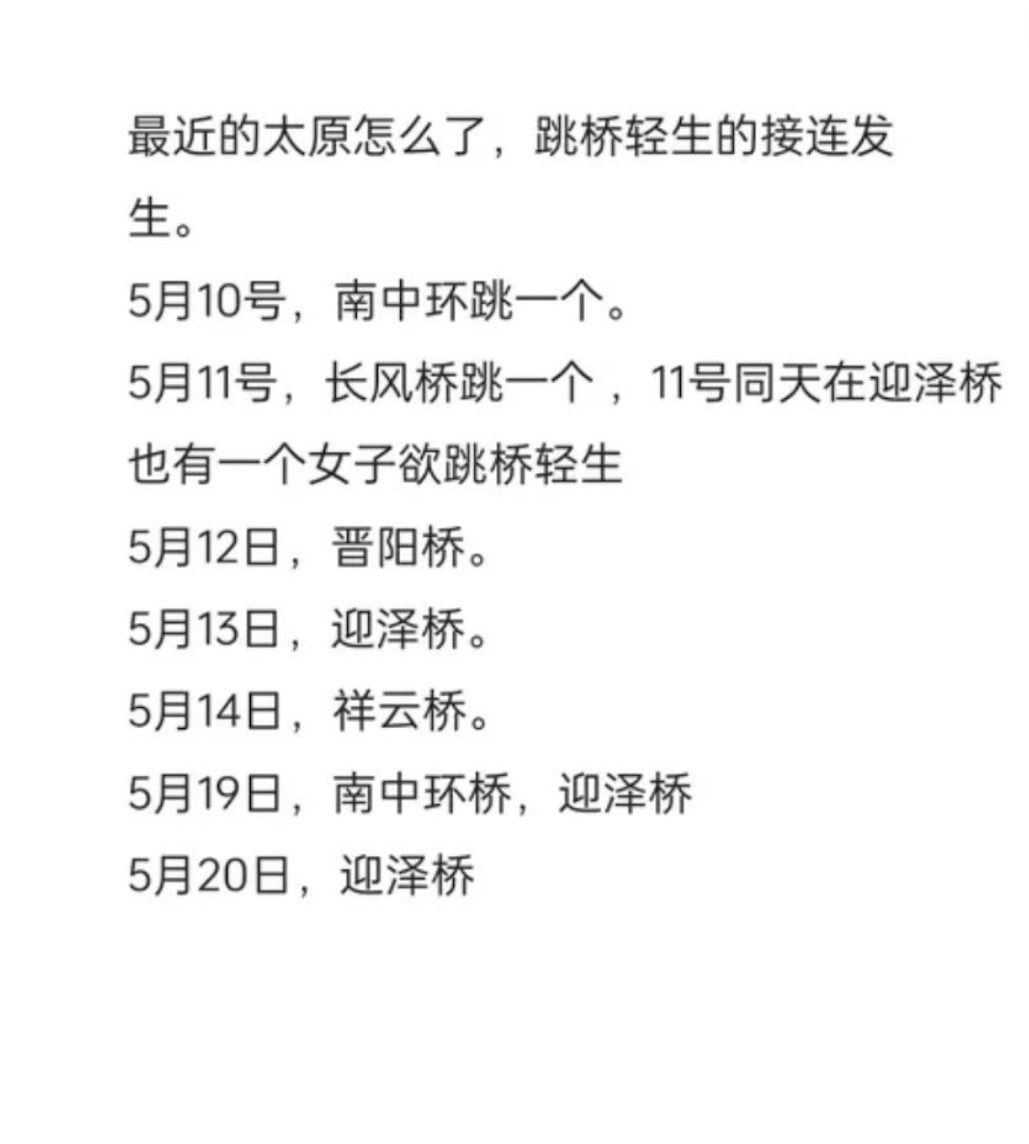 最近的太原怎么了，跳桥轻生的接连发
生。
5月10号，南中环跳一个。
5月11号，长风桥跳一个 ，11号同天在迎泽桥
也有一个女子欲跳桥轻生
5月12日，晋阳桥。
5月13日，迎泽桥。
5月14日，祥云桥。
5月19日，南中环桥，迎泽桥
5月20日，迎泽桥